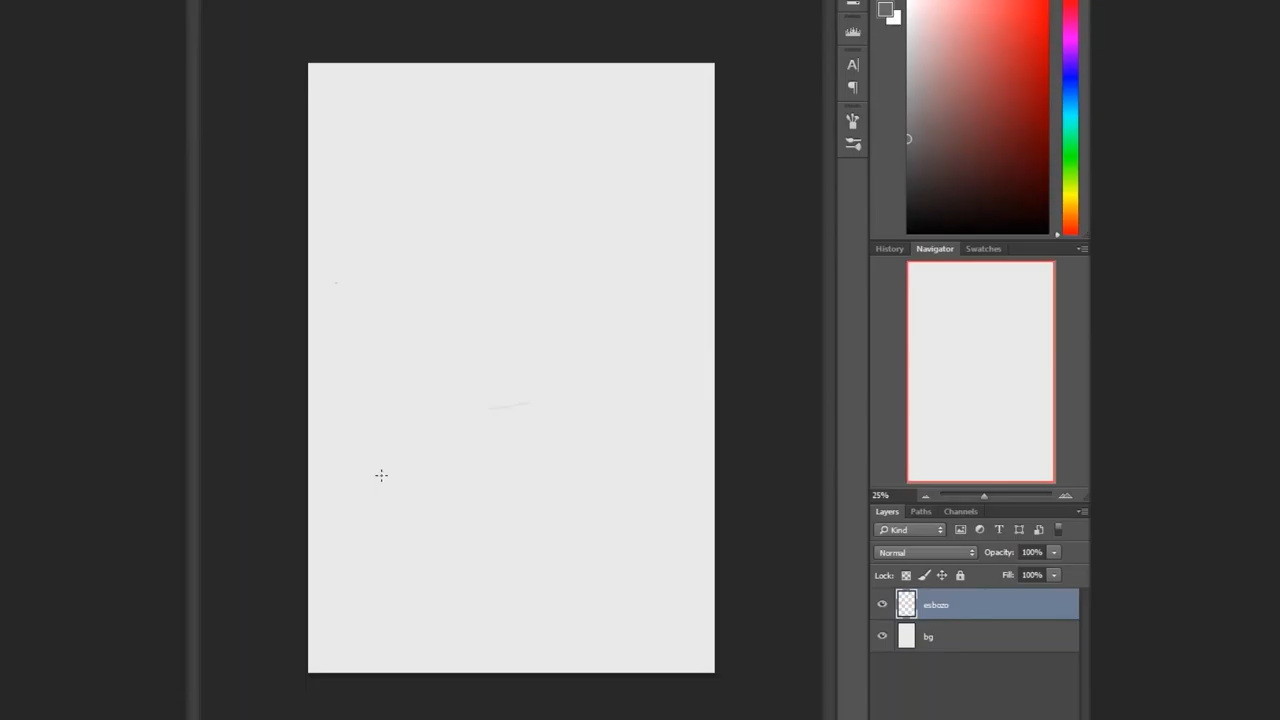 A|
¶
History Navigator Swatches
25%
Layers Paths Channels
Kind
Normal Opacity: 100%
Lock: Fill: 100%
T
esbozo
bg